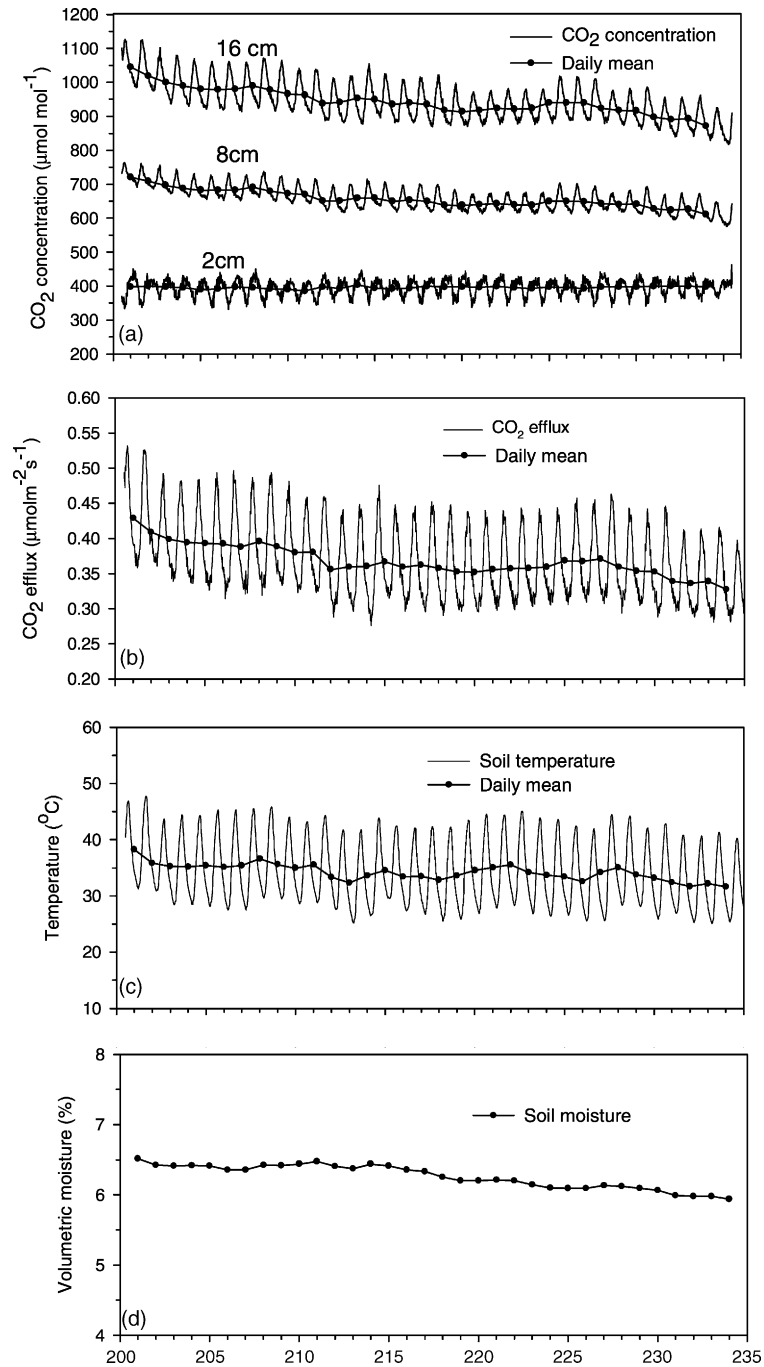 1200
1100
1000
900
800
700
600
500
400
300
200
CO2 concentration (μmol mol-1)
16 cm
8cm
2cm
CO2 concentration
Daily mean
(a)
0.60
0.55
0.50
0.45
0.40
0.35
0.30
0.25
0.20
CO2 efflux (μmolm-2s-1)
CO2 efflux
Daily mean
(b)
60
50
40
30
20
10
Temperature (oC)
Soil temperature
Daily mean
(c)
8
7
6
5
4
Volumetric moisture (%)
Soil moisture
(d)
200 205 210 215 220 225 230 235